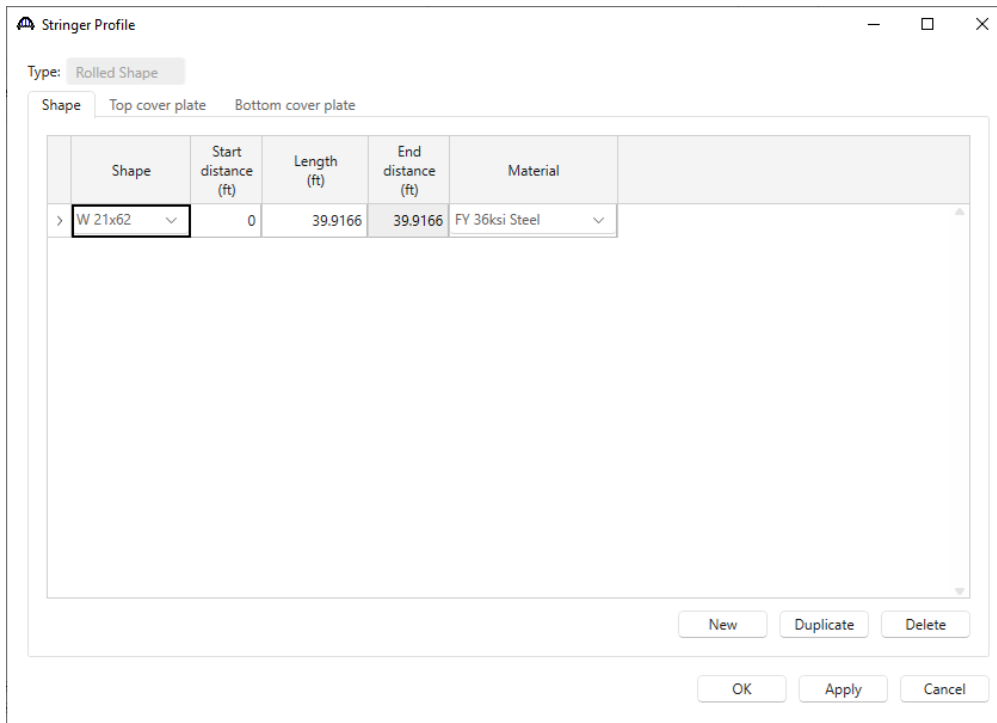 Stringer Profile
Type: Rolled Shape
Shape Top cover plate Bottom cover plate
Shape Start distance (ft) Length (ft) End distance (ft) Material
W 21x62 0 39.9166 39.9166 FY 36ksi Steel
New Duplicate Delete
OK Apply Cancel